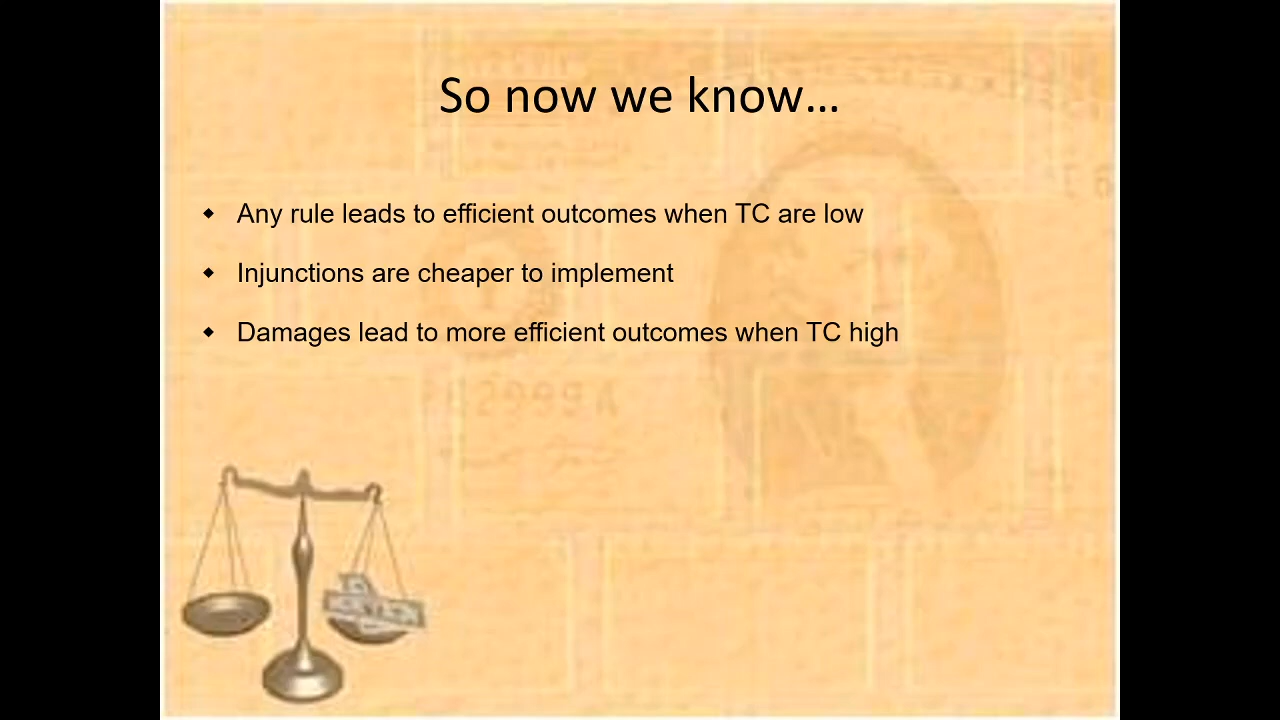 So now we know…
Any rule leads to efficient outcomes when TC are low
Injunctions are cheaper to implement
Damages lead to more efficient outcomes when TC high